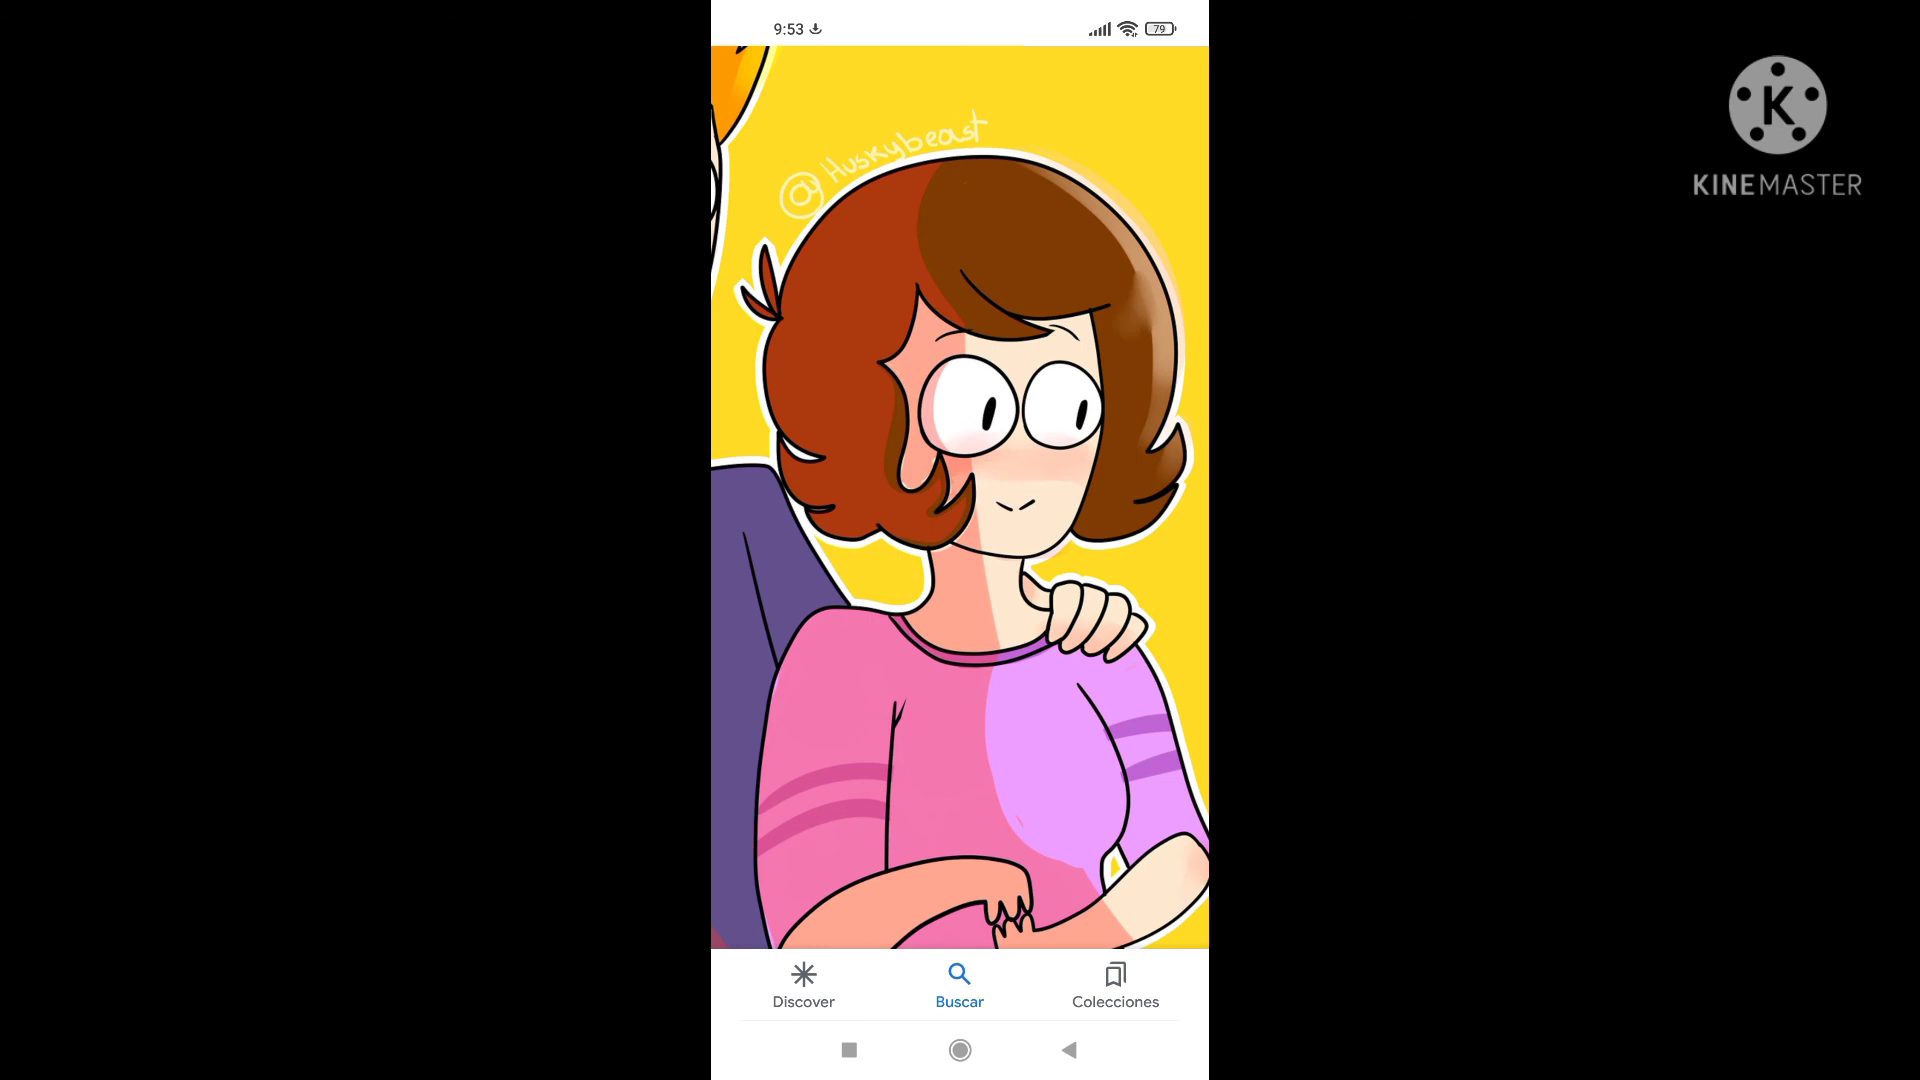 9:53
79
@Huskybeast
K
KINEMASTER
Discover
Buscar
Colecciones